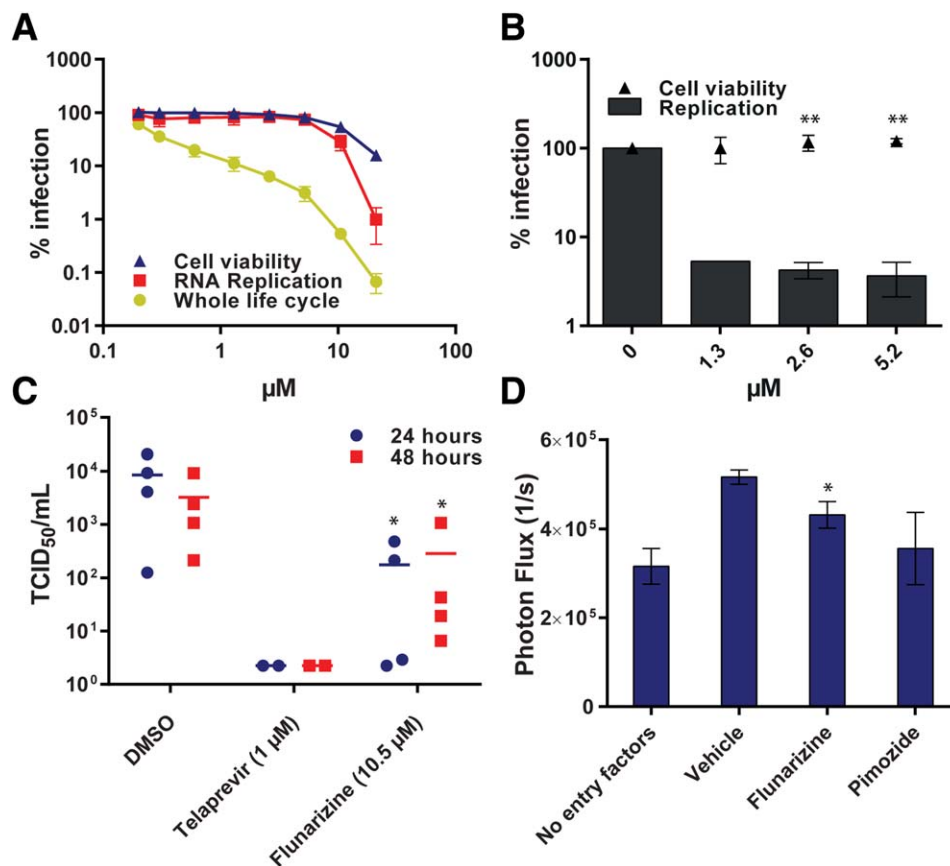 A
1000
100
10
1
0.1
0.01
% infection
Cell viability
RNA Replication
Whole life cycle
0.1
1
10
100
µM
B
1000
100
10
1
% infection
Cell viability
Replication
**
**
0
1.3
2.6
5.2
µM
C
10⁵
10⁴
10³
10²
10¹
10⁰
TCID₅₀/mL
24 hours
48 hours
*
*
DMSO
Telaprevir (1 µM)
Flunarizine (10.5 µM)
D
6×10⁵
4×10⁵
2×10⁵
0
Photon Flux (1/s)
*
No entry factors
Vehicle
Flunarizine
Pimozide